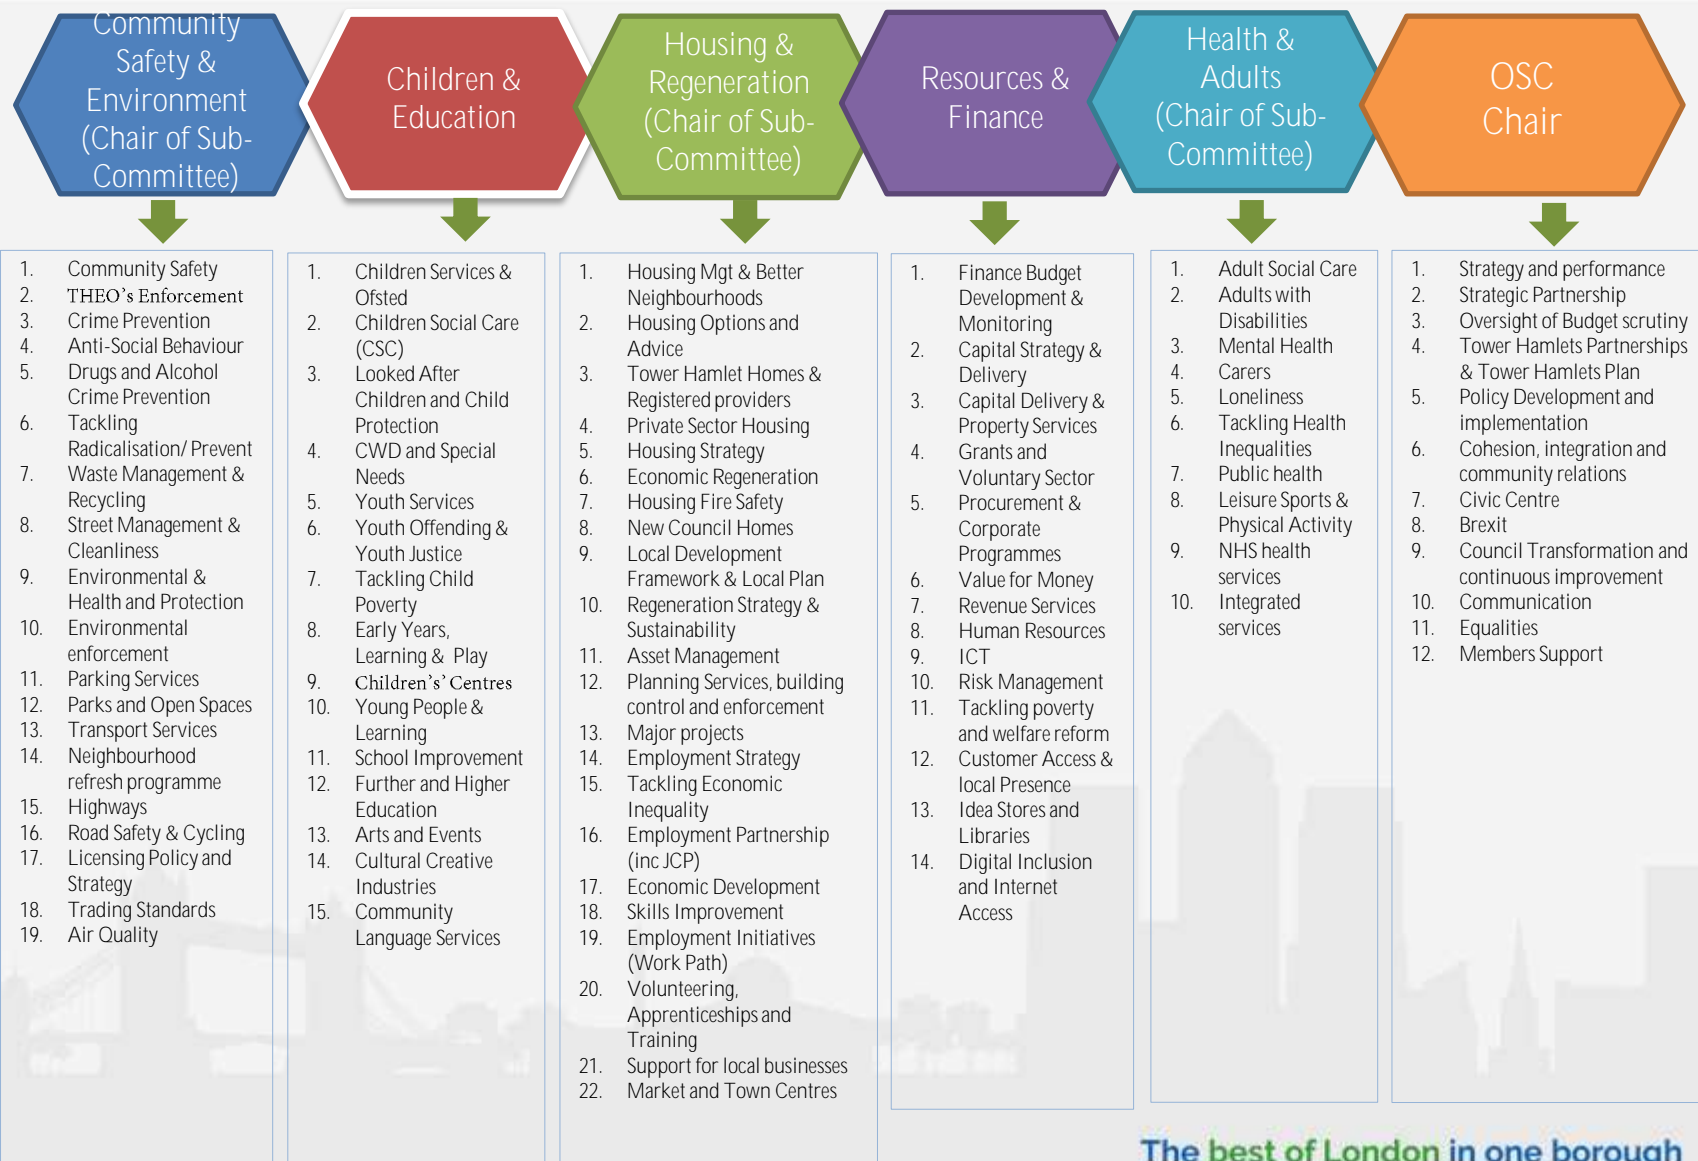 Community
Safety &
Environment
(Chair of Sub-
Committee)
Children &
Education
Housing &
Regeneration
(Chair of Sub-
Committee)
Resources &
Finance
Health &
Adults
(Chair of Sub-
Committee)
OSC
Chair
1. Community Safety
2. THEO's Enforcement
3. Crime Prevention
4. Anti-Social Behaviour
5. Drugs and Alcohol
Crime Prevention
6. Tackling
Radicalisation/ Prevent
7. Waste Management &
Recycling
8. Street Management &
Cleanliness
9. Environmental &
Health and Protection
10. Environmental
enforcement
11. Parking Services
12. Parks and Open Spaces
13. Transport Services
14. Neighbourhood
refresh programme
15. Highways
16. Road Safety & Cycling
17. Licensing Policy and
Strategy
18. Trading Standards
19. Air Quality
1. Children Services &
Ofsted
2. Children Social Care
(CSC)
3. Looked After
Children and Child
Protection
4. CWD and Special
Needs
5. Youth Services
6. Youth Offending &
Youth Justice
7. Tackling Child
Poverty
8. Early Years,
Learning & Play
9. Children's' Centres
10. Young People &
Learning
11. School Improvement
12. Further and Higher
Education
13. Arts and Events
14. Cultural Creative
Industries
15. Community
Language Services
1. Housing Mgt & Better
Neighbourhoods
2. Housing Options and
Advice
3. Tower Hamlet Homes &
Registered providers
4. Private Sector Housing
5. Housing Strategy
6. Economic Regeneration
7. Housing Fire Safety
8. New Council Homes
9. Local Development
Framework & Local Plan
10. Regeneration Strategy &
Sustainability
11. Asset Management
12. Planning Services, building
control and enforcement
13. Major projects
14. Employment Strategy
15. Tackling Economic
Inequality
16. Employment Partnership
(inc JCP)
17. Economic Development
18. Skills Improvement
19. Employment Initiatives
(Work Path)
20. Volunteering,
Apprenticeships and
Training
21. Support for local businesses
22. Market and Town Centres
1. Finance Budget
Development &
Monitoring
2. Capital Strategy &
Delivery
3. Capital Delivery &
Property Services
4. Grants and
Voluntary Sector
5. Procurement &
Corporate
Programmes
6. Value for Money
7. Revenue Services
8. Human Resources
9. ICT
10. Risk Management
11. Tackling poverty
and welfare reform
12. Customer Access &
local Presence
13. Idea Stores and
Libraries
14. Digital Inclusion
and Internet
Access
1. Adult Social Care
2. Adults with
Disabilities
3. Mental Health
4. Carers
5. Loneliness
6. Tackling Health
Inequalities
7. Public health
8. Leisure Sports &
Physical Activity
9. NHS health
services
10. Integrated
services
1. Strategy and performance
2. Strategic Partnership
3. Oversight of Budget scrutiny
4. Tower Hamlets Partnerships
& Tower Hamlets Plan
5. Policy Development and
implementation
6. Cohesion, integration and
community relations
7. Civic Centre
8. Brexit
9. Council Transformation and
continuous improvement
10. Communication
11. Equalities
12. Members Support
The best of London in one borough